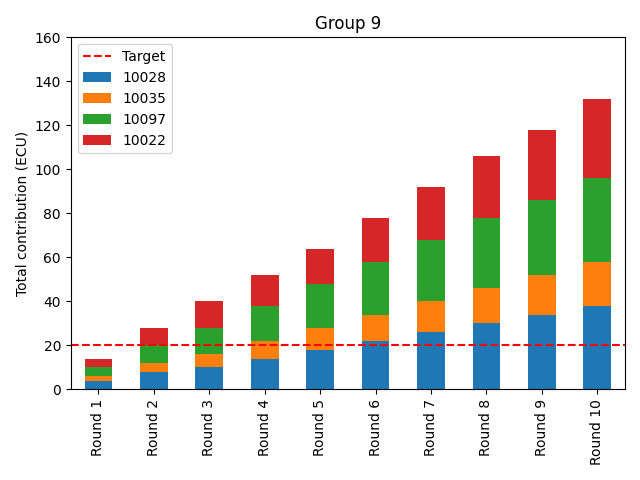 Group 9
Total contribution (ECU)
160
140
120
100
80
60
40
20
0
Target
10028
10035
10097
10022
Round 1
Round 2
Round 3
Round 4
Round 5
Round 6
Round 7
Round 8
Round 9
Round 10